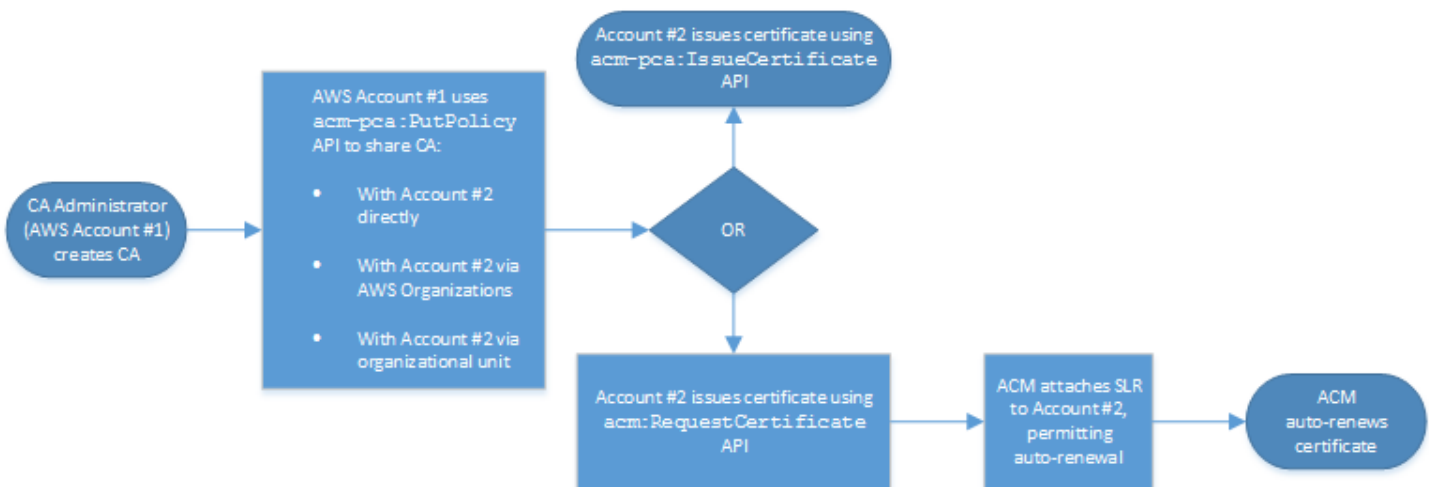 CA Administrator
(AWS Account #1)
creates CA
AWS Account #1 uses
acm-pca:PutPolicy
API to share CA:
• With Account #2
directly
• With Account #2 via
AWS Organizations
• With Account #2 via
organizational unit
OR
Account #2 issues certificate using
acm-pca:IssueCertificate
API
Account #2 issues certificate using
acm:RequestCertificate
API
ACM attaches SLR
to Account #2,
permitting
auto-renewal
ACM
auto-renews
certificate